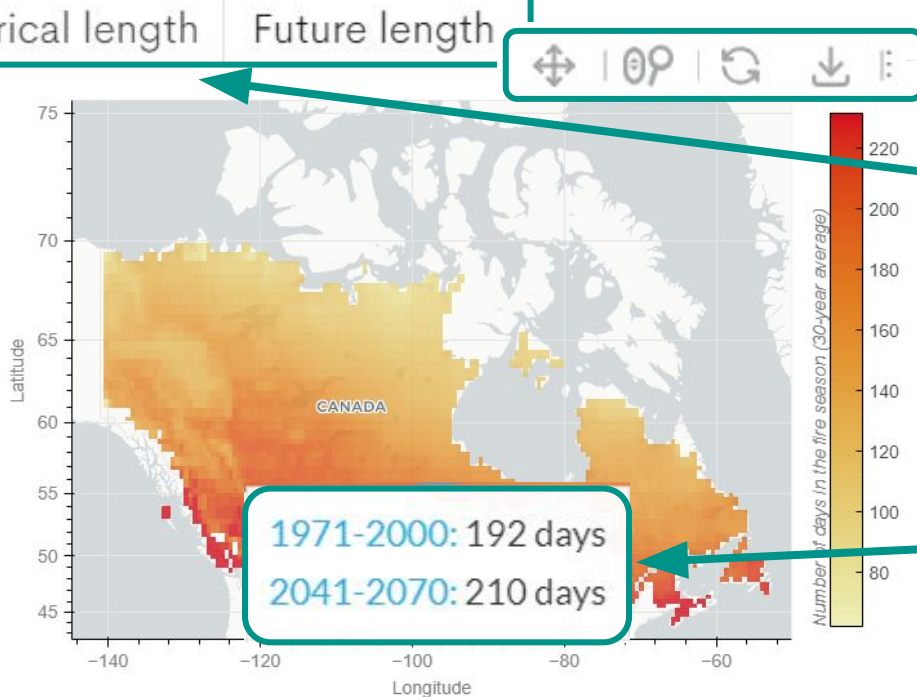 rical length Future length
75
70
65
60
55
50
45
Latitude
CANADA
1971-2000: 192 days
2041-2070: 210 days
−140 −120 −100 −80 −60
Longitude
220
200
180
160
140
120
100
80
Number of days in the fire season (30-year average)